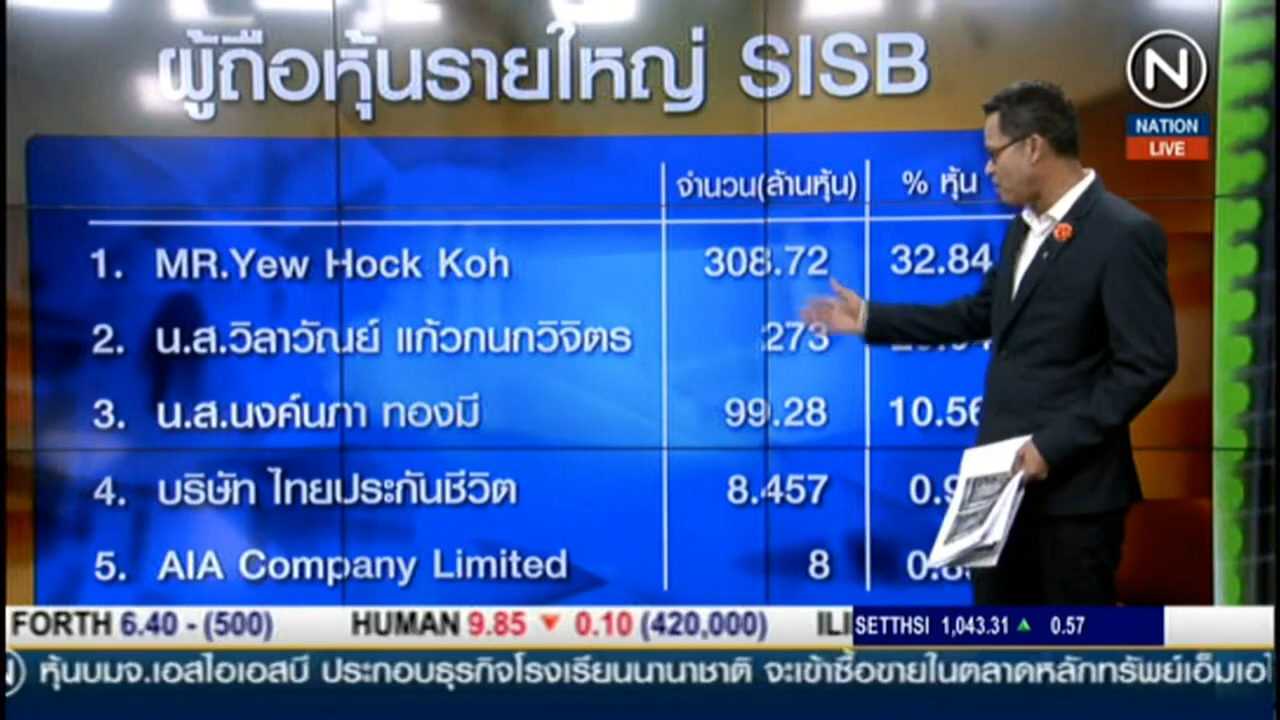 ผู้ถือหุ้นรายใหญ่ SISB
N
NATION
LIVE
จำนวน(ล้านหุ้น) % หุ้น
1. MR.Yew Hock Koh 308.72 32.84
2. น.ส.วิลาวัณย์ แก้วกนกวิจิตร 273
3. น.ส.นงค์นภา ทองมี 99.28 10.56
4. บริษัท ไทยประกันชีวิต 8.457
5. AIA Company Limited 8
FORTH 6.40 - (500) HUMAN 9.85 ▼ 0.10 (420,000) SETTHSI 1,043.31 ▲ 0.57
หุ้นบมจ.เอสไอเอสบี ประกอบธุรกิจโรงเรียนนานาชาติ จะเข้าซื้อขายในตลาดหลักทรัพย์เอ็มเอ